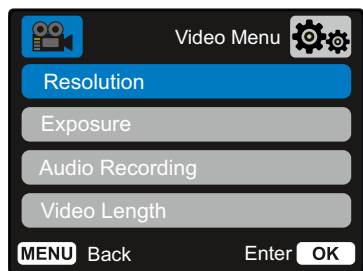 Video Menu
Resolution
Exposure
Audio Recording
Video Length
MENU Back Enter OK